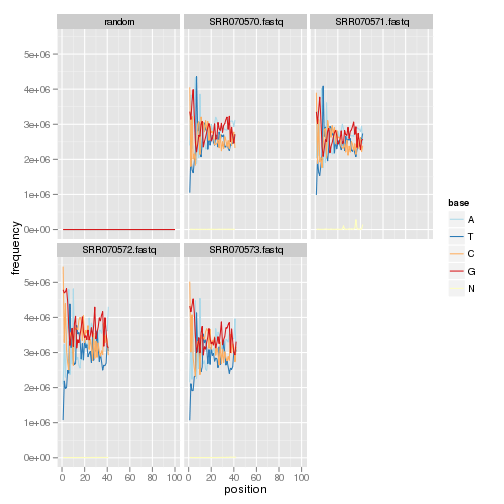 random SRR070570.fastq SRR070571.fastq
5e+06
4e+06
3e+06
2e+06
1e+06
0e+00
SRR070572.fastq SRR070573.fastq
5e+06
4e+06
3e+06
2e+06
1e+06
0e+00
0 20 40 60 80 100 0 20 40 60 80 100
position
frequency
base
A
T
C
G
N